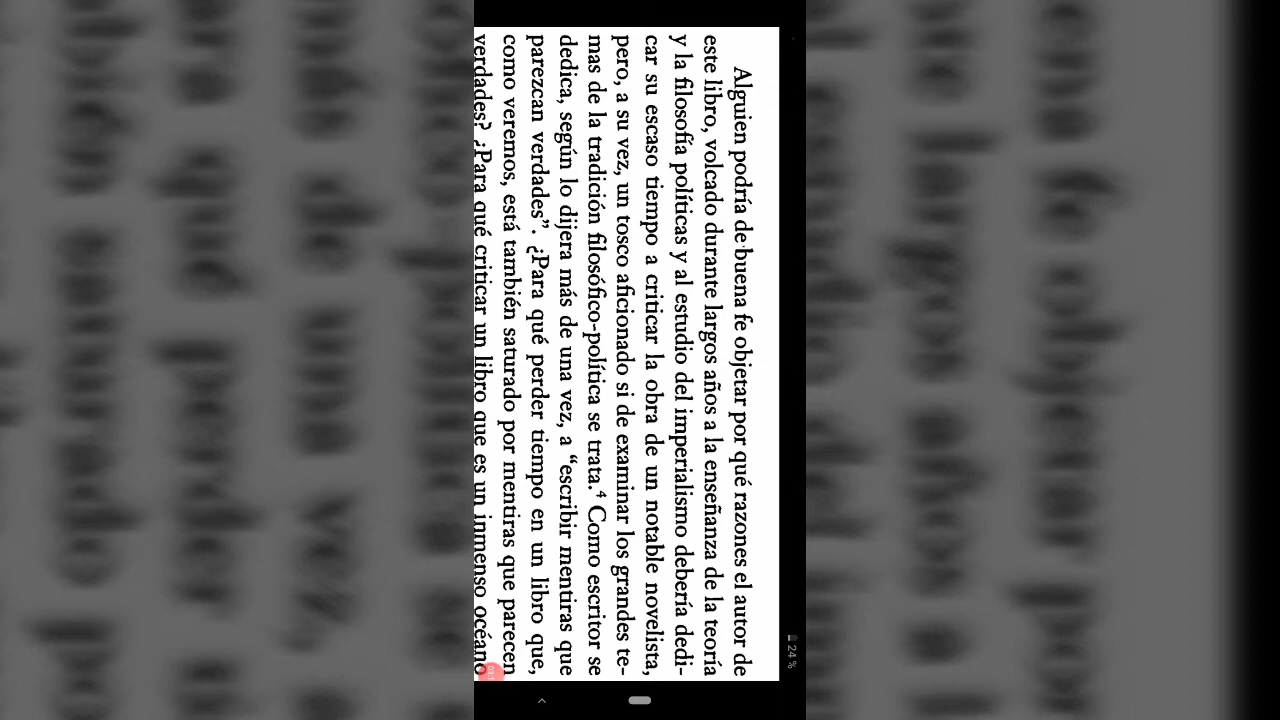 Alguien podría de buena fe objetar por qué razones el autor de
este libro, volcado durante largos años a la enseñanza de la teoría
y la filosofía políticas y al estudio del imperialismo debería dedi-
car su escaso tiempo a criticar la obra de un notable novelista,
pero, a su vez, un tosco aficionado si de examinar los grandes te-
mas de la tradición filosófico-política se trata.⁴ Como escritor se
dedica, según lo dijera más de una vez, a “escribir mentiras que
parezcan verdades”. ¿Para qué perder tiempo en un libro que,
como veremos, está también saturado por mentiras que parecen
verdades? ¿Para qué criticar un libro que es un inmenso océano
24 %